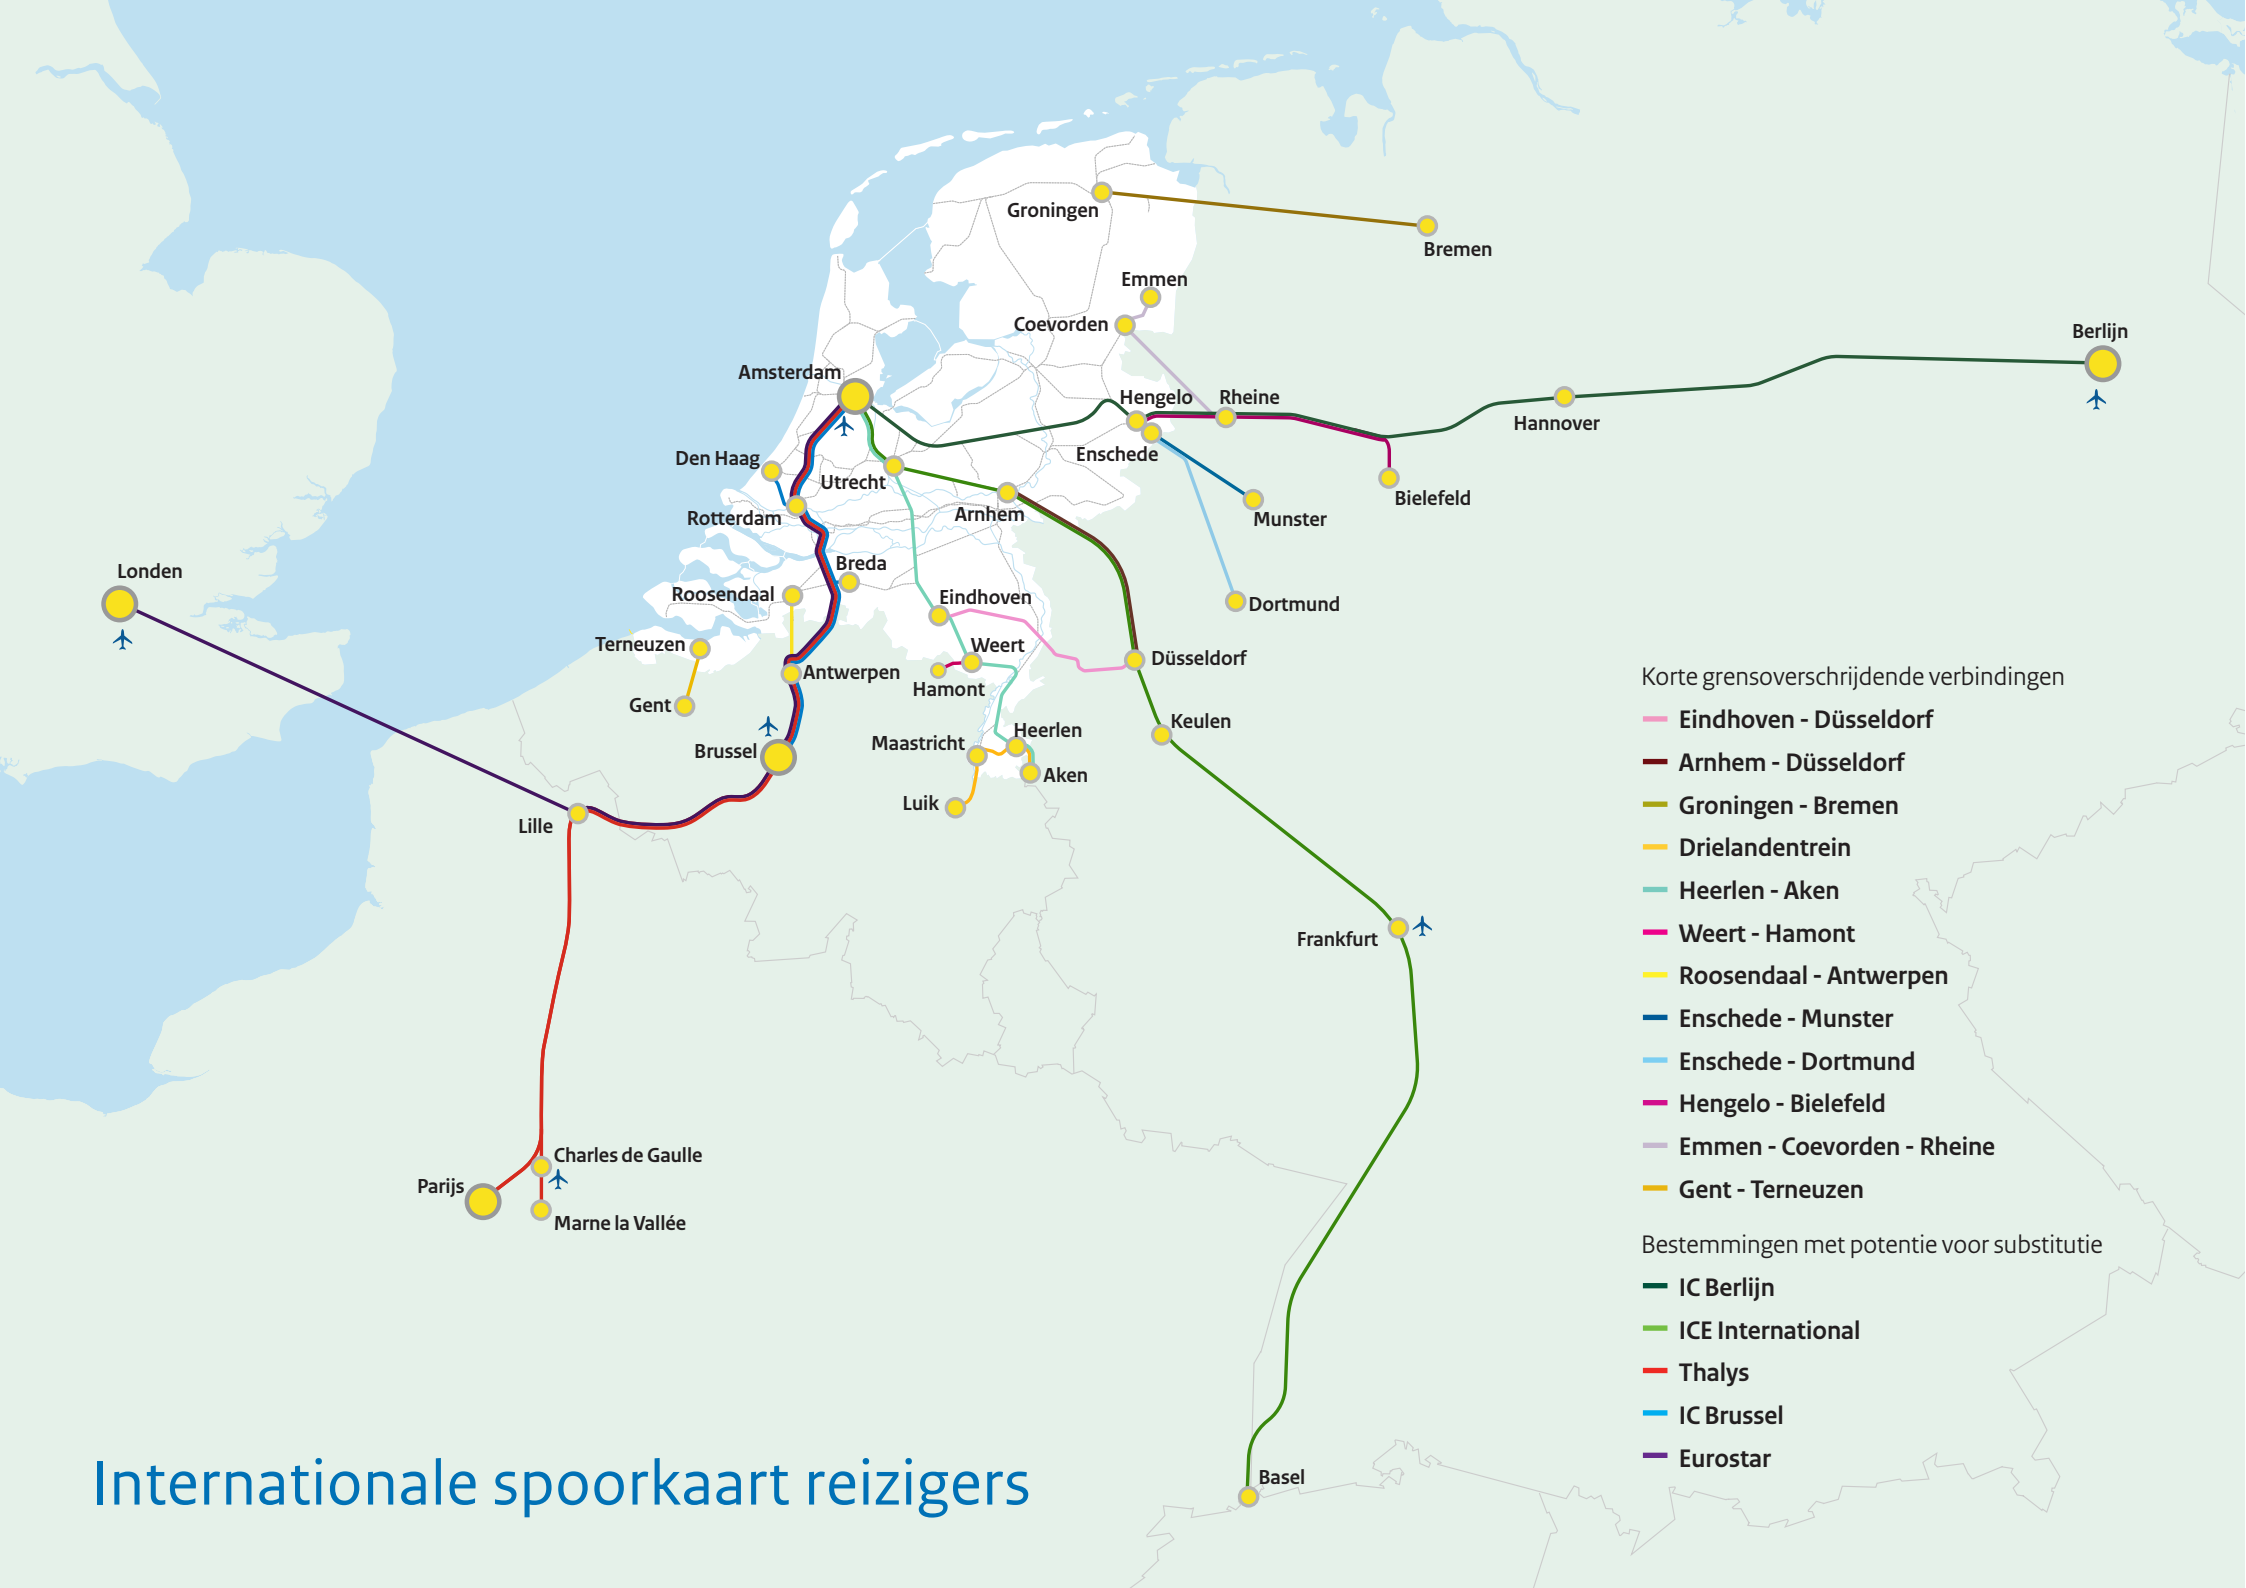 Groningen
Bremen
Emmen
Coevorden
Berlijn
Amsterdam
Hengelo
Rheine
Hannover
Den Haag
Enschede
Utrecht
Bielefeld
Rotterdam
Arnhem
Munster
Londen
Breda
Roosendaal
Eindhoven
Dortmund
Terneuzen
Weert
Düsseldorf
Antwerpen
Hamont
Gent
Keulen
Heerlen
Maastricht
Brussel
Aken
Luik
Lille
Frankfurt
Charles de Gaulle
Parijs
Marne la Vallée
Basel
Korte grensoverschrijdende verbindingen
Eindhoven - Düsseldorf
Arnhem - Düsseldorf
Groningen - Bremen
Drielandentrein
Heerlen - Aken
Weert - Hamont
Roosendaal - Antwerpen
Enschede - Munster
Enschede - Dortmund
Hengelo - Bielefeld
Emmen - Coevorden - Rheine
Gent - Terneuzen
Bestemmingen met potentie voor substitutie
IC Berlijn
ICE International
Thalys
IC Brussel
Eurostar
Internationale spoorkaart reizigers